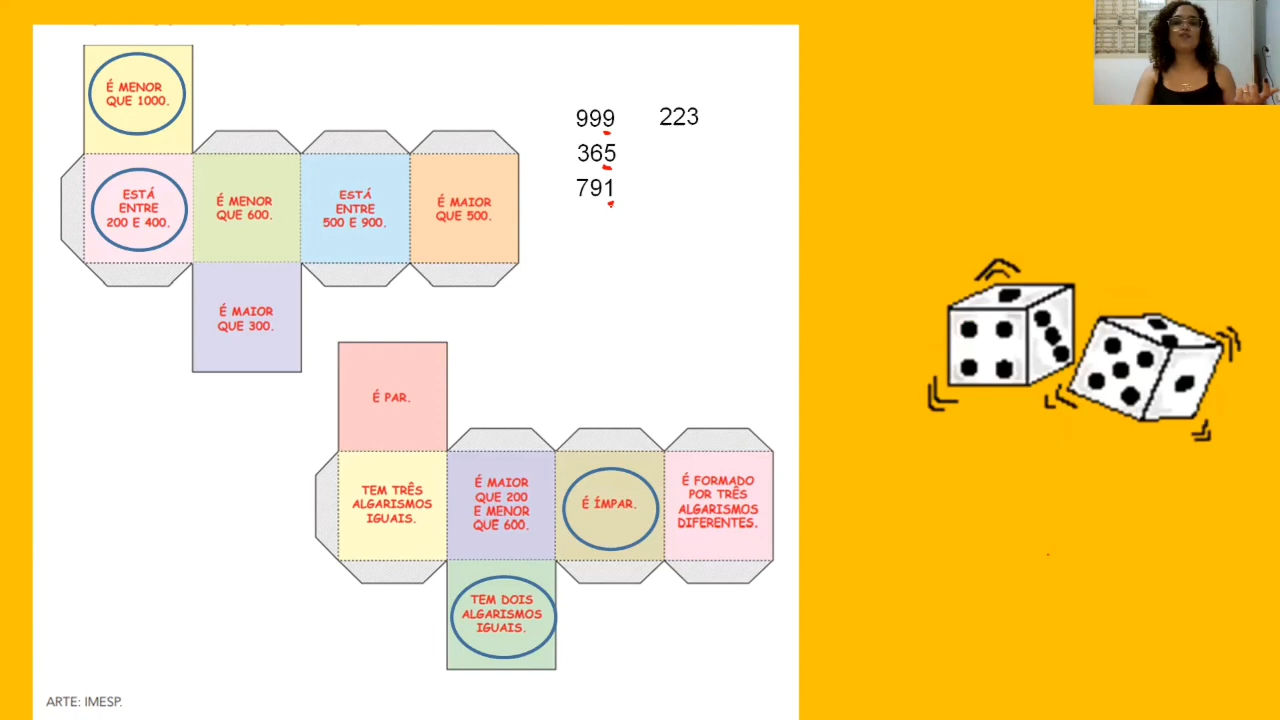 É MENOR
QUE 1000.
ESTÁ
ENTRE
200 E 400.
É MENOR
QUE 600.
ESTÁ
ENTRE
500 E 900.
É MAIOR
QUE 500.
É MAIOR
QUE 300.
999 223
365
791
É PAR.
TEM TRÊS
ALGARISMOS
IGUAIS.
É MAIOR
QUE 200
E MENOR
QUE 600.
É ÍMPAR.
É FORMADO
POR TRÊS
ALGARISMOS
DIFERENTES.
TEM DOIS
ALGARISMOS
IGUAIS.
ARTE: IMESP.